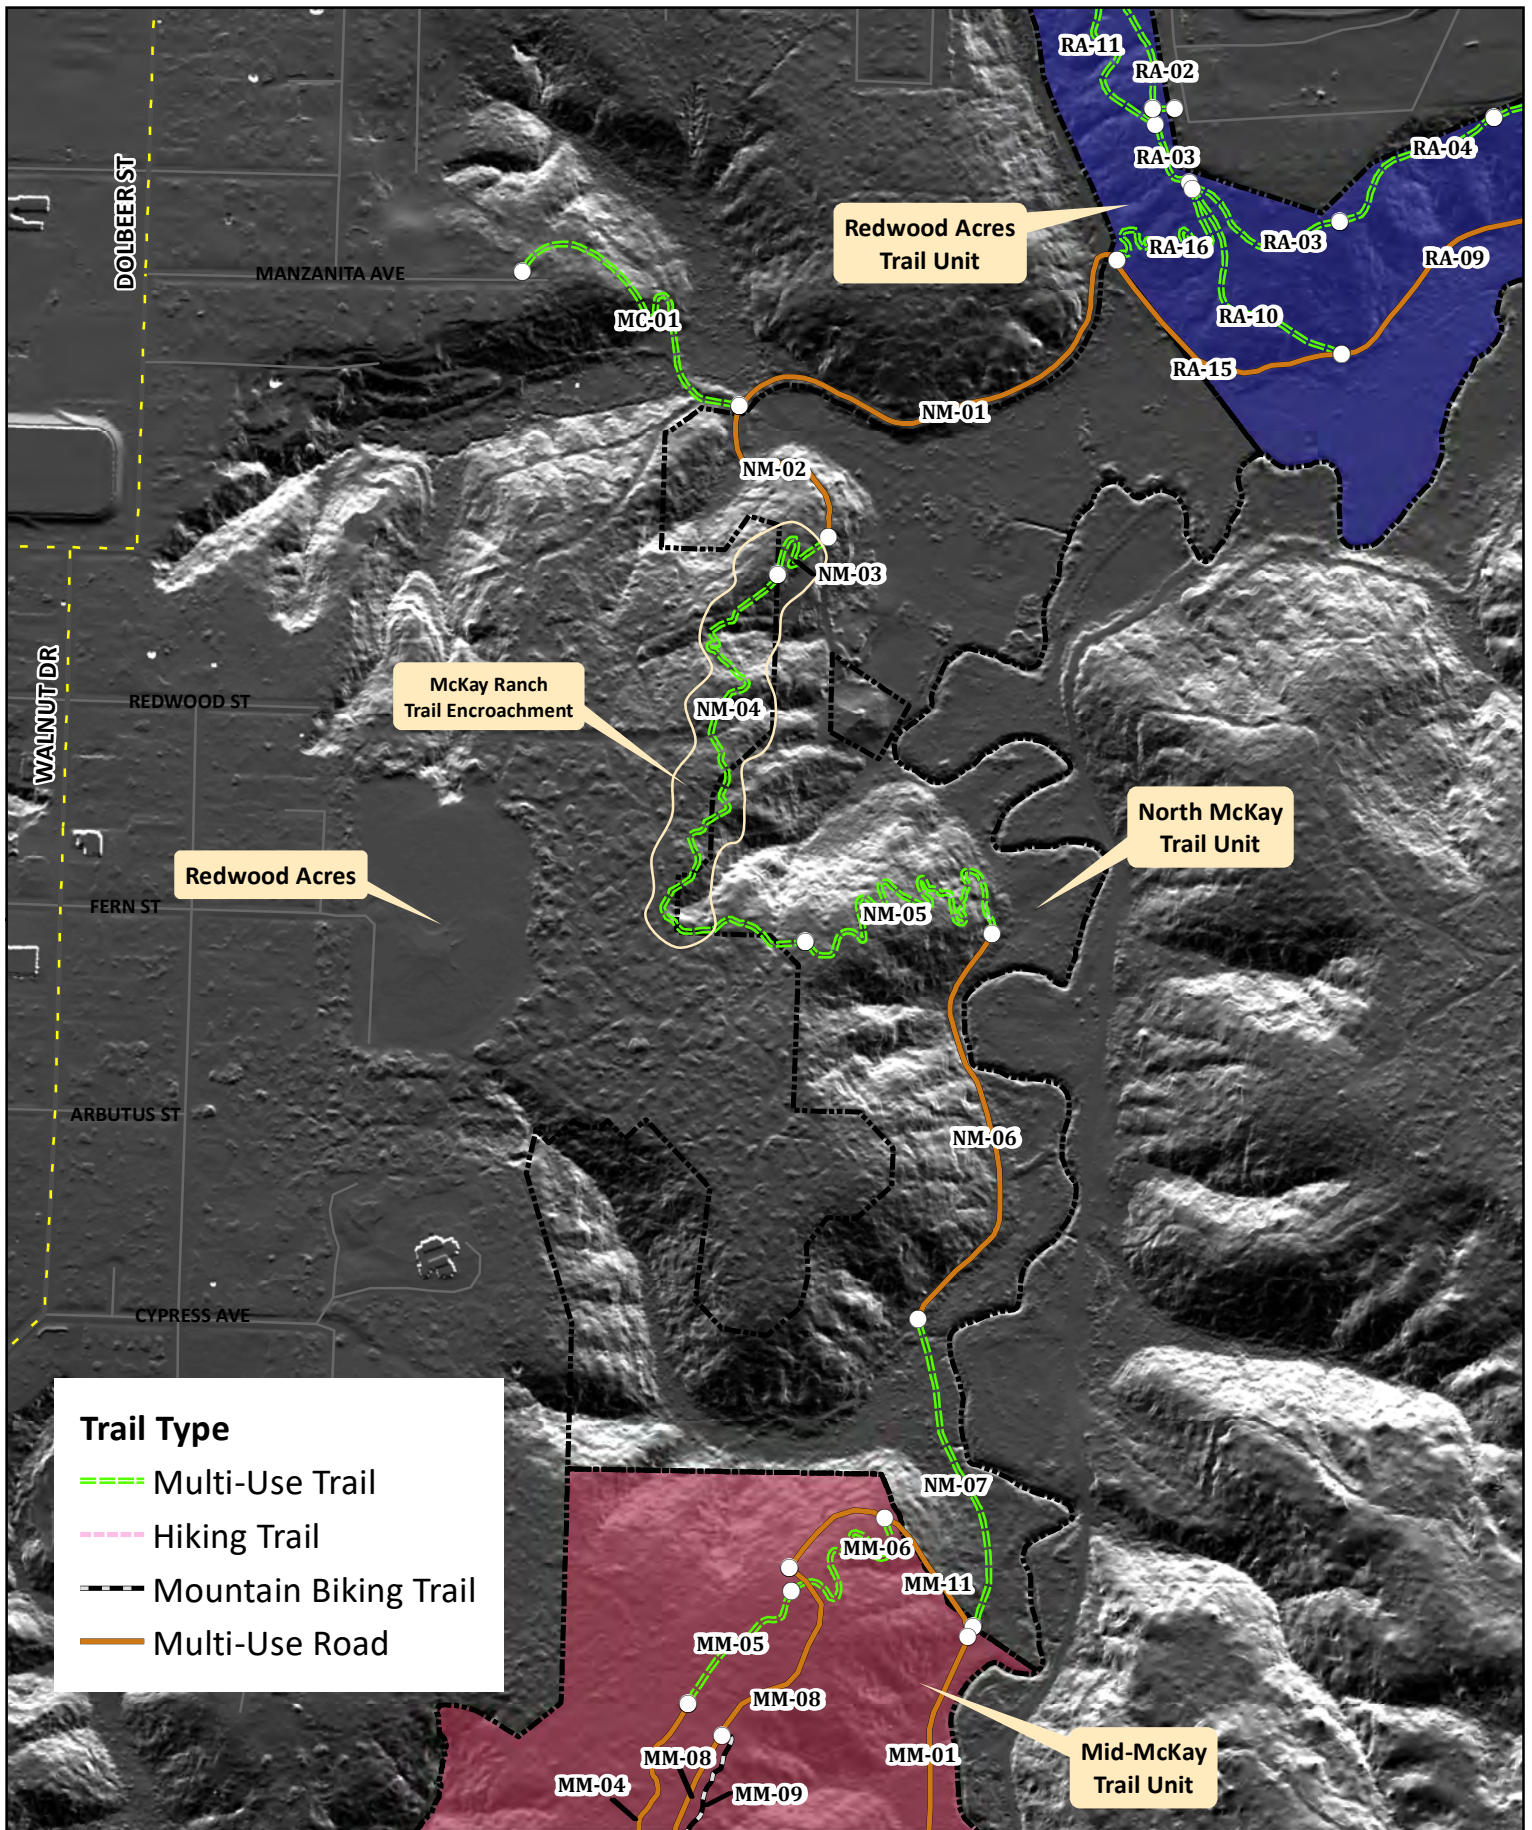 RA-11
RA-02
RA-03
RA-04
DOLBEER ST
Redwood Acres
Trail Unit
RA-16
RA-03
RA-09
MANZANITA AVE
MC-01
RA-10
RA-15
NM-01
NM-02
NM-03
McKay Ranch
Trail Encroachment
REDWOOD ST
NM-04
WALNUT DR
North McKay
Trail Unit
Redwood Acres
FERN ST
NM-05
ARBUTUS ST
NM-06
CYPRESS AVE
Trail Type
Multi-Use Trail
Hiking Trail
Mountain Biking Trail
Multi-Use Road
NM-07
MM-06
MM-11
MM-05
MM-08
MM-08
MM-01
MM-04
MM-09
Mid-McKay
Trail Unit